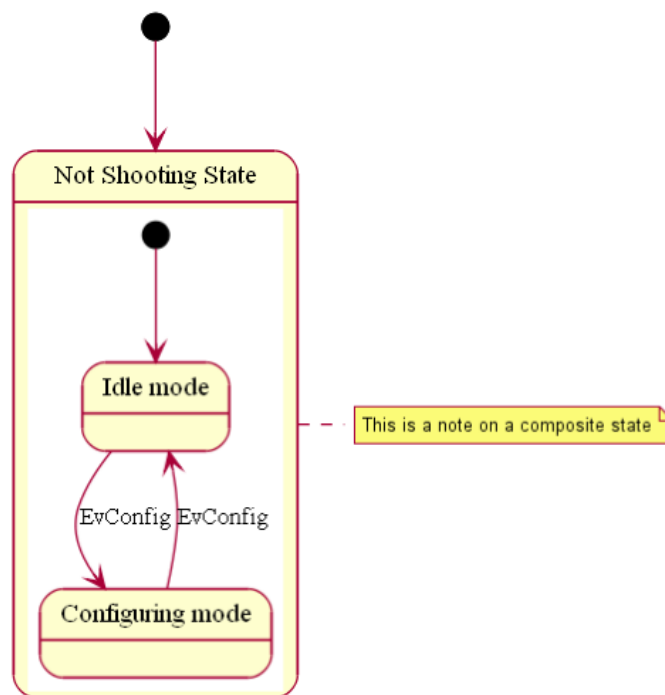 Not Shooting State
Idle mode
This is a note on a composite state
EvConfig EvConfig
Configuring mode